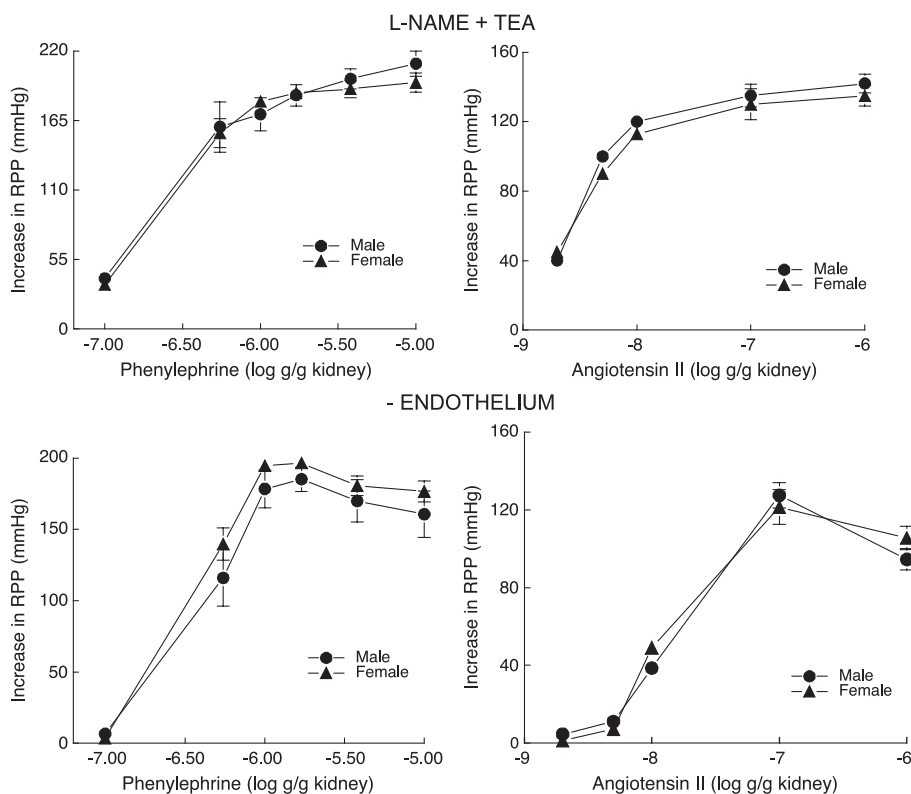 L-NAME + TEA
220
165
110
55
0
Increase in RPP (mmHg)
Male
Female
-7.00
-6.50
-6.00
-5.50
-5.00
Phenylephrine (log g/g kidney)
160
120
80
40
0
Increase in RPP (mmHg)
Male
Female
-9
-8
-7
-6
Angiotensin II (log g/g kidney)
- ENDOTHELIUM
200
150
100
50
0
Increase in RPP (mmHg)
Male
Female
-7.00
-6.50
-6.00
-5.50
-5.00
Phenylephrine (log g/g kidney)
160
120
80
40
0
Increase in RPP (mmHg)
Male
Female
-9
-8
-7
-6
Angiotensin II (log g/g kidney)